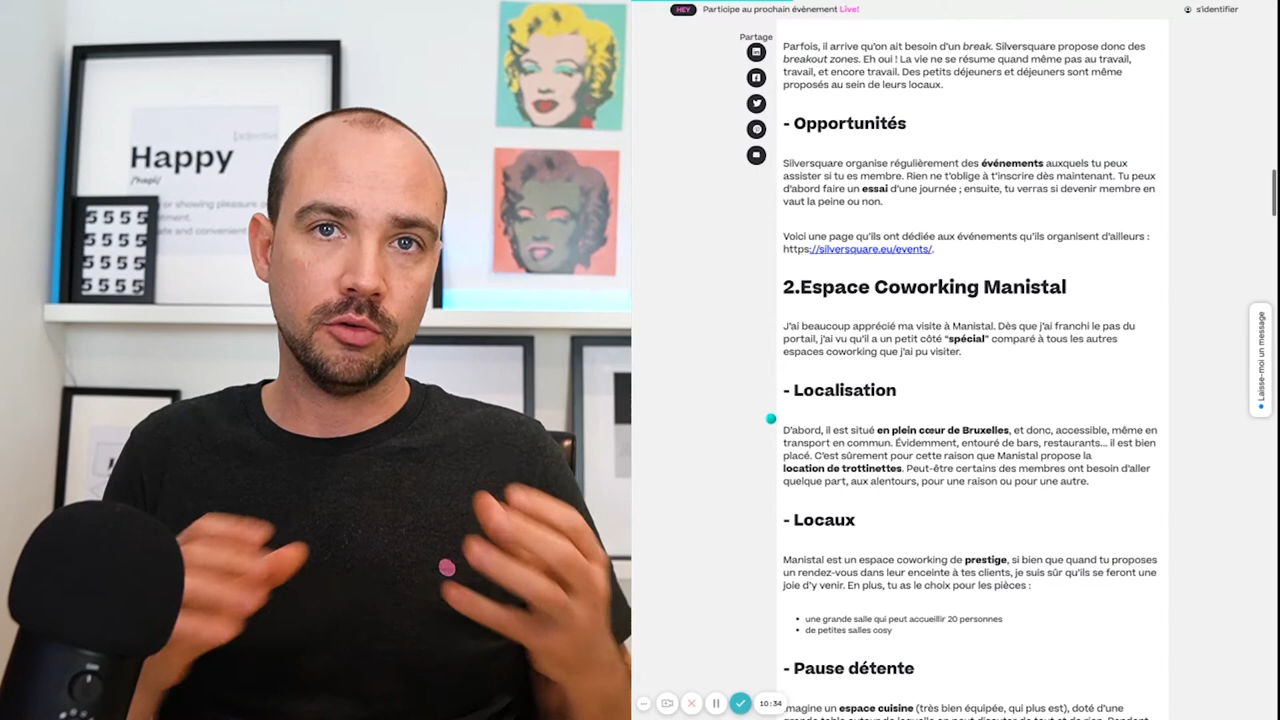 [adjective]
Happy
/'hapi/
or showing pleasure o
tment.
ate and convenient
5555
5555
5555
5555
HEY Participe au prochain évènement Live!
s'identifier
Partage
Parfois, il arrive qu'on ait besoin d'un break. Silversquare propose donc des
breakout zones. Eh oui ! La vie ne se résume quand même pas au travail,
travail, et encore travail. Des petits déjeuners et déjeuners sont même
proposés au sein de leurs locaux.
- Opportunités
Silversquare organise régulièrement des événements auxquels tu peux
assister si tu es membre. Rien ne t'oblige à t'inscrire dès maintenant. Tu peux
d'abord faire un essai d'une journée ; ensuite, tu verras si devenir membre en
vaut la peine ou non.
Voici une page qu'ils ont dédiée aux événements qu'ils organisent d'ailleurs :
https://silversquare.eu/events/.
2.Espace Coworking Manistal
J'ai beaucoup apprécié ma visite à Manistal. Dès que j'ai franchi le pas du
portail, j'ai vu qu'il a un petit côté "spécial" comparé à tous les autres
espaces coworking que j'ai pu visiter.
- Localisation
D'abord, il est situé en plein cœur de Bruxelles, et donc, accessible, même en
transport en commun. Évidemment, entouré de bars, restaurants... il est bien
placé. C'est sûrement pour cette raison que Manistal propose la
location de trottinettes. Peut-être certains des membres ont besoin d'aller
quelque part, aux alentours, pour une raison ou pour une autre.
- Locaux
Manistal est un espace coworking de prestige, si bien que quand tu proposes
un rendez-vous dans leur enceinte à tes clients, je suis sûr qu'ils se feront une
joie d'y venir. En plus, tu as le choix pour les pièces :
• une grande salle qui peut accueillir 20 personnes
• de petites salles cosy
- Pause détente
Imagine un espace cuisine (très bien équipée, qui plus est), doté d'une
Laisse-moi un message
10:34